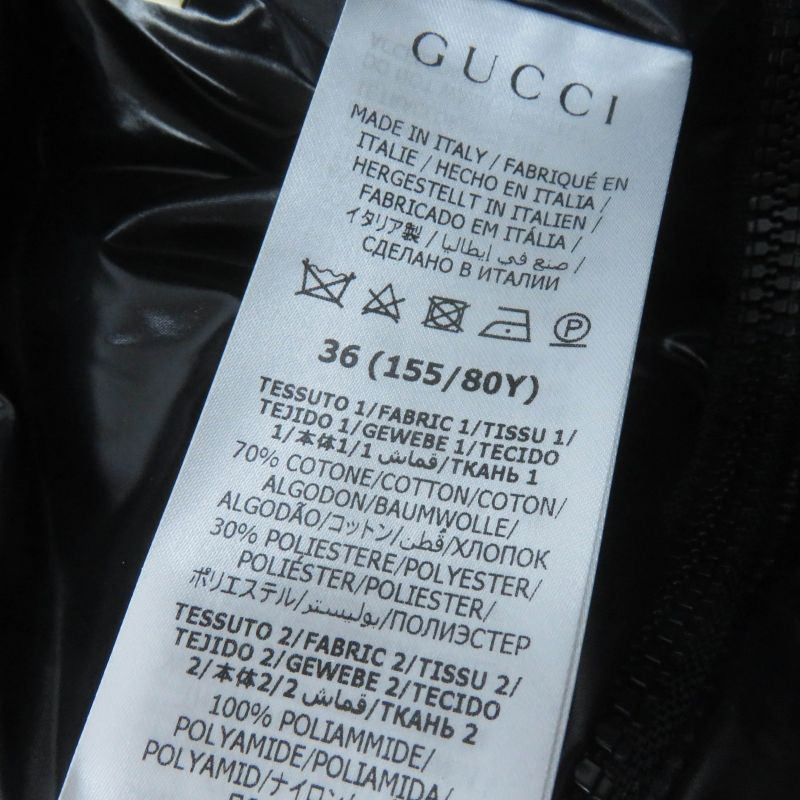 GUCCI
MADE IN ITALY / FABRIQUÉ EN
ITALIE / HECHO EN ITALIA /
HERGESTELLT IN ITALIEN /
FABRICADO EM ITÁLIA /
イタリア製 / صنع في إيطاليا /
СДЕЛАНО В ИТАЛИИ
P
36 (155/80Y)
TESSUTO 1/FABRIC 1/TISSU 1/
TEJIDO 1/GEWEBE 1/TECIDO
1/本体1/1 قماش/ТКАНЬ 1
70% COTONE/COTTON/COTON/
ALGODON/BAUMWOLLE/
ALGODÃO/コットン/قطن/ХЛОПОК
30% POLIESTERE/POLYESTER/
POLIÉSTER/POLIESTER/
ポリエステル/بوليستر/ПОЛИЭСТЕР
TESSUTO 2/FABRIC 2/TISSU 2/
TEJIDO 2/GEWEBE 2/TECIDO
2/本体2/2 قماش/ТКАНЬ 2
100% POLIAMMIDE/
POLYAMIDE/POLIAMIDA/
POLYAMID/ナイロン/